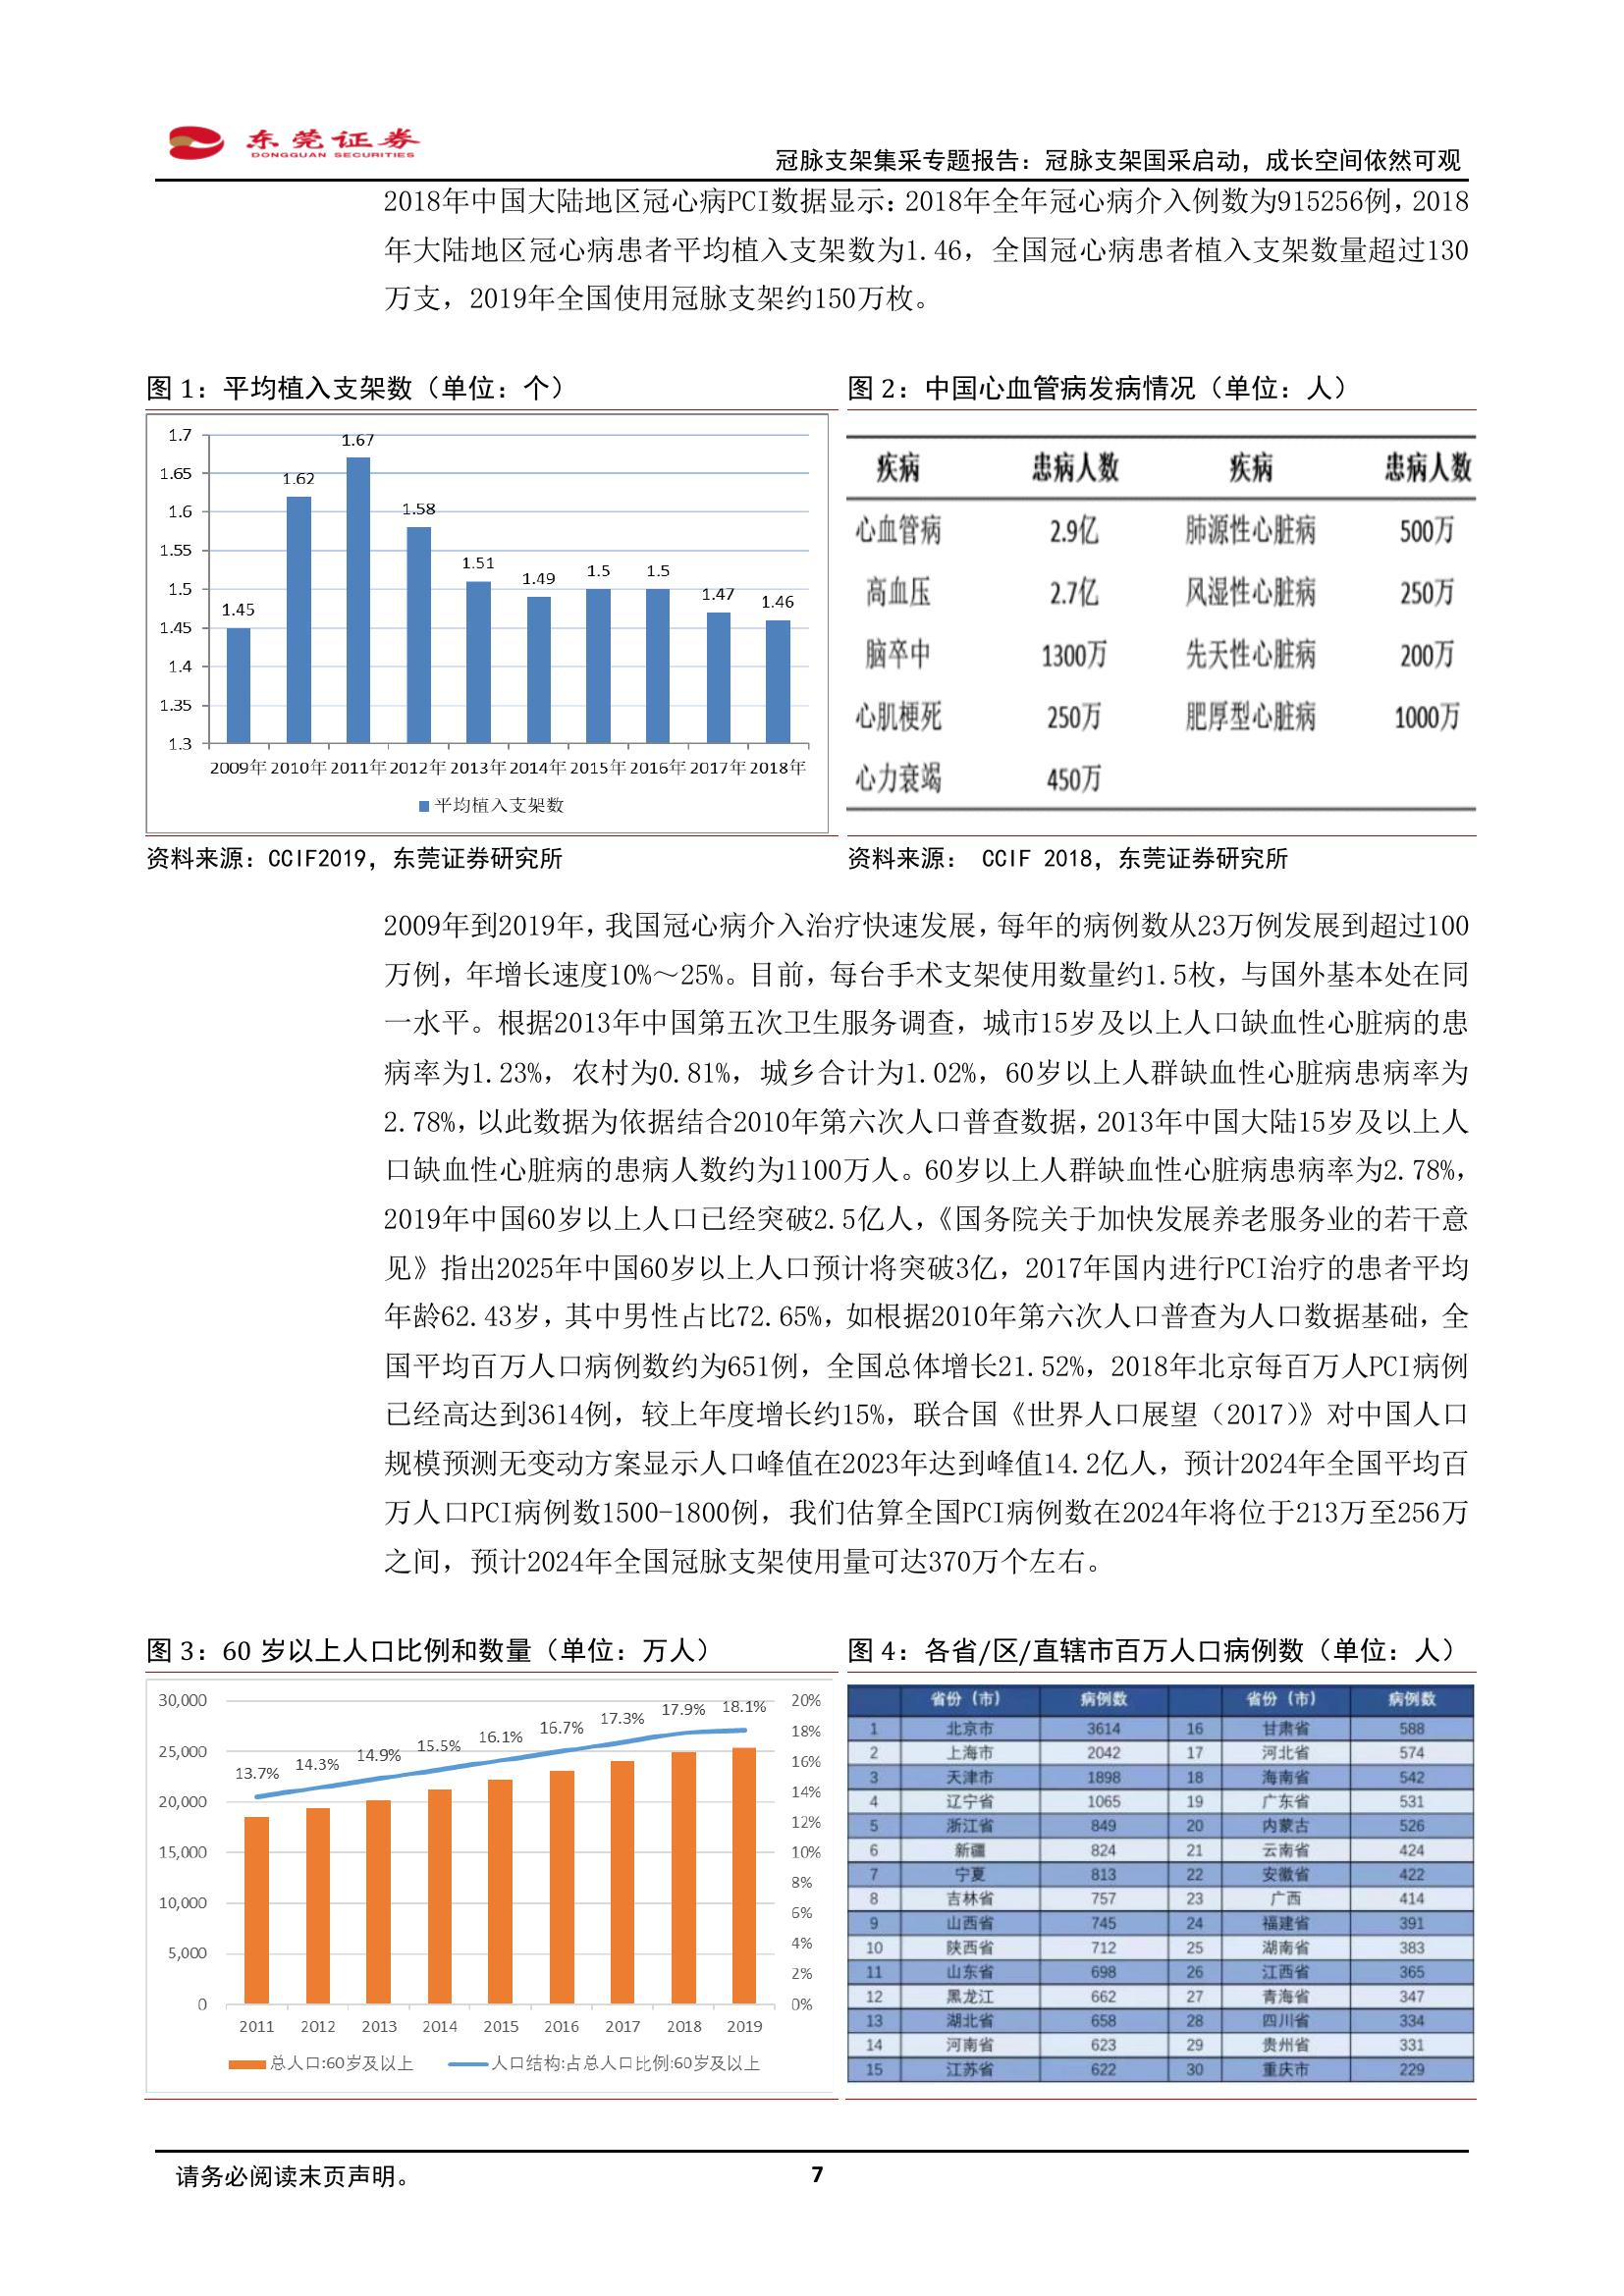 东莞证券
DONGGUAN SECURITIES
冠脉支架集采专题报告：冠脉支架国采启动，成长空间依然可观
2018年中国大陆地区冠心病PCI数据显示：2018年全年冠心病介入例数为915256例，2018
年大陆地区冠心病患者平均植入支架数为1.46，全国冠心病患者植入支架数量超过130
万支，2019年全国使用冠脉支架约150万枚。
图 1：平均植入支架数（单位：个）
1.7
1.65
1.6
1.55
1.5
1.45
1.4
1.35
1.3
1.45
1.62
1.67
1.58
1.51
1.49
1.5
1.5
1.47
1.46
2009年 2010年 2011年 2012年 2013年 2014年 2015年 2016年 2017年 2018年
平均植入支架数
资料来源：CCIF2019，东莞证券研究所
图 2：中国心血管病发病情况（单位：人）
疾病 患病人数 疾病 患病人数
心血管病 2.9亿 肺源性心脏病 500万
高血压 2.7亿 风湿性心脏病 250万
脑卒中 1300万 先天性心脏病 200万
心肌梗死 250万 肥厚型心脏病 1000万
心力衰竭 450万
资料来源： CCIF 2018，东莞证券研究所
2009年到2019年，我国冠心病介入治疗快速发展，每年的病例数从23万例发展到超过100
万例，年增长速度10%～25%。目前，每台手术支架使用数量约1.5枚，与国外基本处在同
一水平。根据2013年中国第五次卫生服务调查，城市15岁及以上人口缺血性心脏病的患
病率为1.23%，农村为0.81%，城乡合计为1.02%，60岁以上人群缺血性心脏病患病率为
2.78%，以此数据为依据结合2010年第六次人口普查数据，2013年中国大陆15岁及以上人
口缺血性心脏病的患病人数约为1100万人。60岁以上人群缺血性心脏病患病率为2.78%，
2019年中国60岁以上人口已经突破2.5亿人，《国务院关于加快发展养老服务业的若干意
见》指出2025年中国60岁以上人口预计将突破3亿，2017年国内进行PCI治疗的患者平均
年龄62.43岁，其中男性占比72.65%，如根据2010年第六次人口普查为人口数据基础，全
国平均百万人口病例数约为651例，全国总体增长21.52%，2018年北京每百万人PCI病例
已经高达到3614例，较上年度增长约15%，联合国《世界人口展望（2017）》对中国人口
规模预测无变动方案显示人口峰值在2023年达到峰值14.2亿人，预计2024年全国平均百
万人口PCI病例数1500-1800例，我们估算全国PCI病例数在2024年将位于213万至256万
之间，预计2024年全国冠脉支架使用量可达370万个左右。
图 3：60 岁以上人口比例和数量（单位：万人）
30,000
25,000
20,000
15,000
10,000
5,000
0
13.7%
14.3%
14.9%
15.5%
16.1%
16.7%
17.3%
17.9%
18.1%
20%
18%
16%
14%
12%
10%
8%
6%
4%
2%
0%
2011 2012 2013 2014 2015 2016 2017 2018 2019
总人口:60岁及以上 人口结构:占总人口比例:60岁及以上
图 4：各省/区/直辖市百万人口病例数（单位：人）
省份（市） 病例数 省份（市） 病例数
1 北京市 3614 16 甘肃省 588
2 上海市 2042 17 河北省 574
3 天津市 1898 18 海南省 542
4 辽宁省 1065 19 广东省 531
5 浙江省 849 20 内蒙古 526
6 新疆 824 21 云南省 424
7 宁夏 813 22 安徽省 422
8 吉林省 757 23 广西 414
9 山西省 745 24 福建省 391
10 陕西省 712 25 湖南省 383
11 山东省 698 26 江西省 365
12 黑龙江 662 27 青海省 347
13 湖北省 658 28 四川省 334
14 河南省 623 29 贵州省 331
15 江苏省 622 30 重庆市 229
请务必阅读末页声明。
7